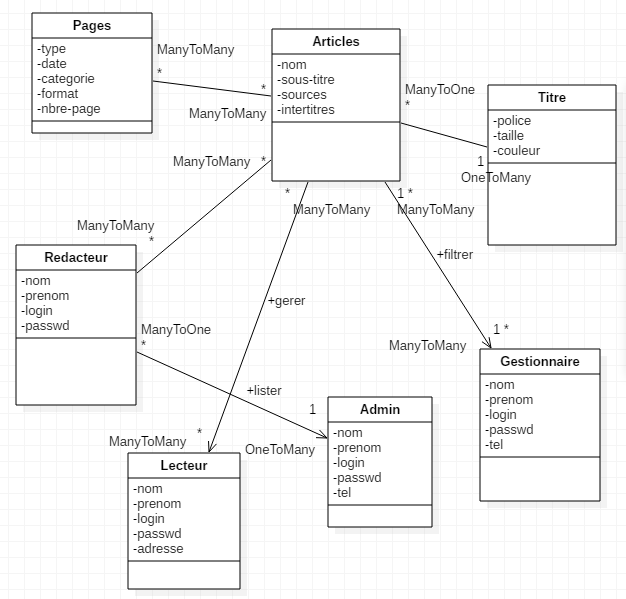 Pages
-type
-date
-categorie
-format
-nbre-page
ManyToMany
*
*
ManyToMany
Articles
-nom
-sous-titre
-sources
-intertitres
ManyToOne
*
Titre
-police
-taille
-couleur
1
OneToMany
ManyToMany *
*
ManyToMany
1 *
ManyToMany
ManyToMany
*
Redacteur
-nom
-prenom
-login
-passwd
+filtrer
+gerer
ManyToOne
*
1 *
ManyToMany
Gestionnaire
-nom
-prenom
-login
-passwd
-tel
+lister
1
OneToMany
Admin
-nom
-prenom
-login
-passwd
-tel
*
ManyToMany
Lecteur
-nom
-prenom
-login
-passwd
-adresse